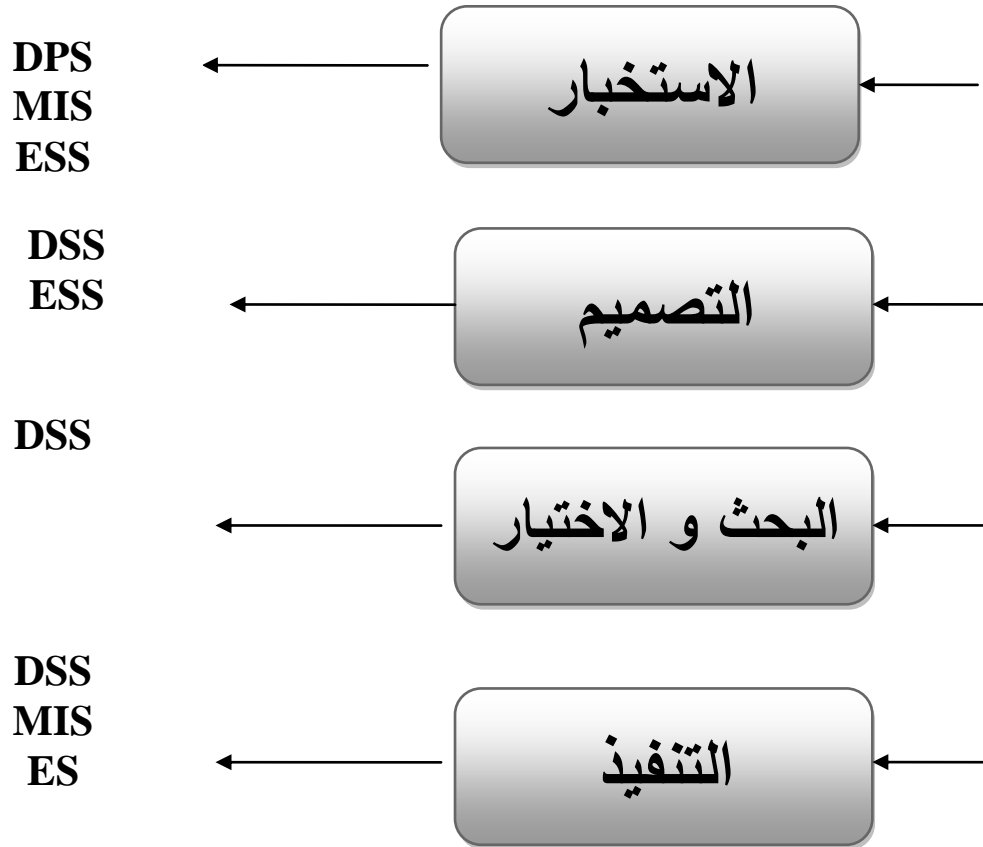 الاستخبار
DPS
MIS
ESS
التصميم
DSS
ESS
البحث و الاختيار
DSS
التنفيذ
DSS
MIS
ES